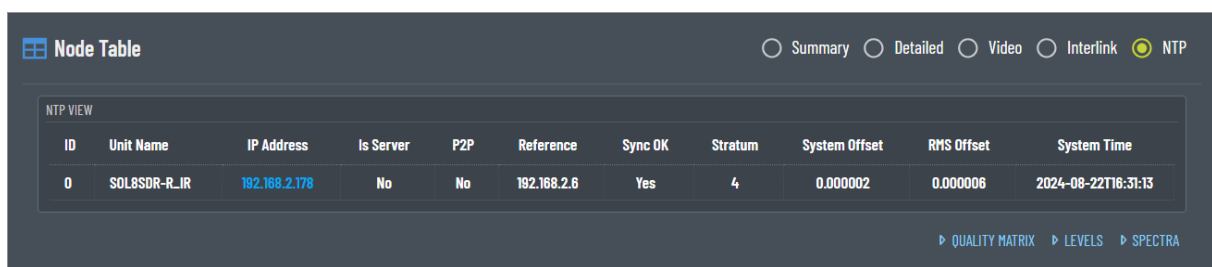 Node Table
Summary Detailed Video Interlink NTP
NTP VIEW
ID Unit Name IP Address Is Server P2P Reference Sync OK Stratum System Offset RMS Offset System Time
0 SOL8SDR-R_IR 192.168.2.178 No No 192.168.2.6 Yes 4 0.000002 0.000006 2024-08-22T16:31:13
QUALITY MATRIX LEVELS SPECTRA